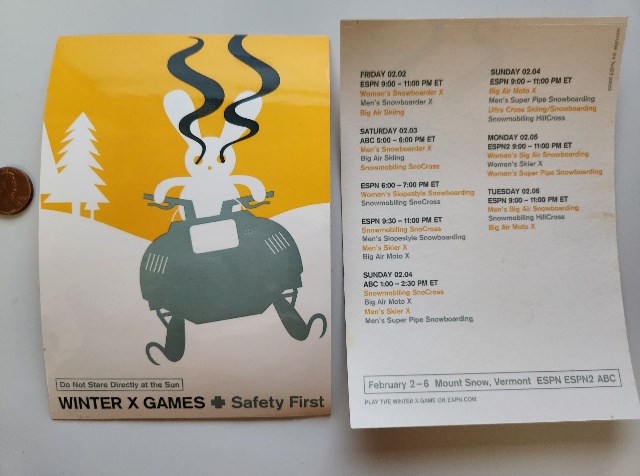 Do Not Stare Directly at the Sun
WINTER X GAMES + Safety First
FRIDAY 02.02
ESPN 9:00 – 11:00 PM ET
Women's Snowboarder X
Men's Snowboarder X
Big Air Skiing
SATURDAY 02.03
ABC 5:00 – 6:00 PM ET
Men's Snowboarder X
Big Air Skiing
Snowmobiling SnoCross
ESPN 6:00 – 7:00 PM ET
Women's Slopestyle Snowboarding
Snowmobiling SnoCross
ESPN 9:30 – 11:00 PM ET
Snowmobiling SnoCross
Men's Slopestyle Snowboarding
Men's Skier X
Big Air Moto X
SUNDAY 02.04
ABC 1:00 – 2:30 PM ET
Snowmobiling SnoCross
Big Air Moto X
Men's Skier X
Men's Super Pipe Snowboarding
SUNDAY 02.04
ESPN 9:00 – 11:00 PM ET
Big Air Moto X
Men's Super Pipe Snowboarding
Ultra Cross Skiing/Snowboarding
Snowmobiling HillCross
MONDAY 02.05
ESPN2 9:00 – 11:00 PM ET
Women's Big Air Snowboarding
Women's Skier X
Women's Super Pipe Snowboarding
TUESDAY 02.06
ESPN 9:00 – 11:00 PM ET
Men's Big Air Snowboarding
Snowmobiling HillCross
Big Air Moto X
February 2–6 Mount Snow, Vermont ESPN ESPN2 ABC
PLAY THE WINTER X GAME ON EXPN.COM